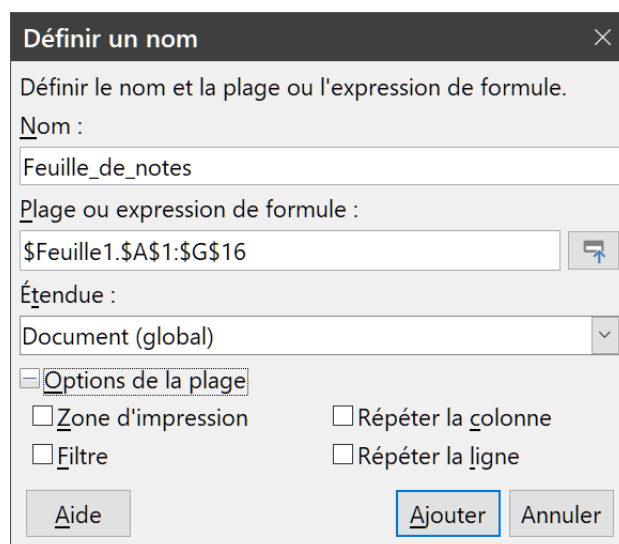 Définir un nom
Définir le nom et la plage ou l'expression de formule.
Nom :
Feuille_de_notes
Plage ou expression de formule :
$Feuille1.$A$1:$G$16
Étendue :
Document (global)
Options de la plage
Zone d'impression Répéter la colonne
Filtre Répéter la ligne
Aide Ajouter Annuler